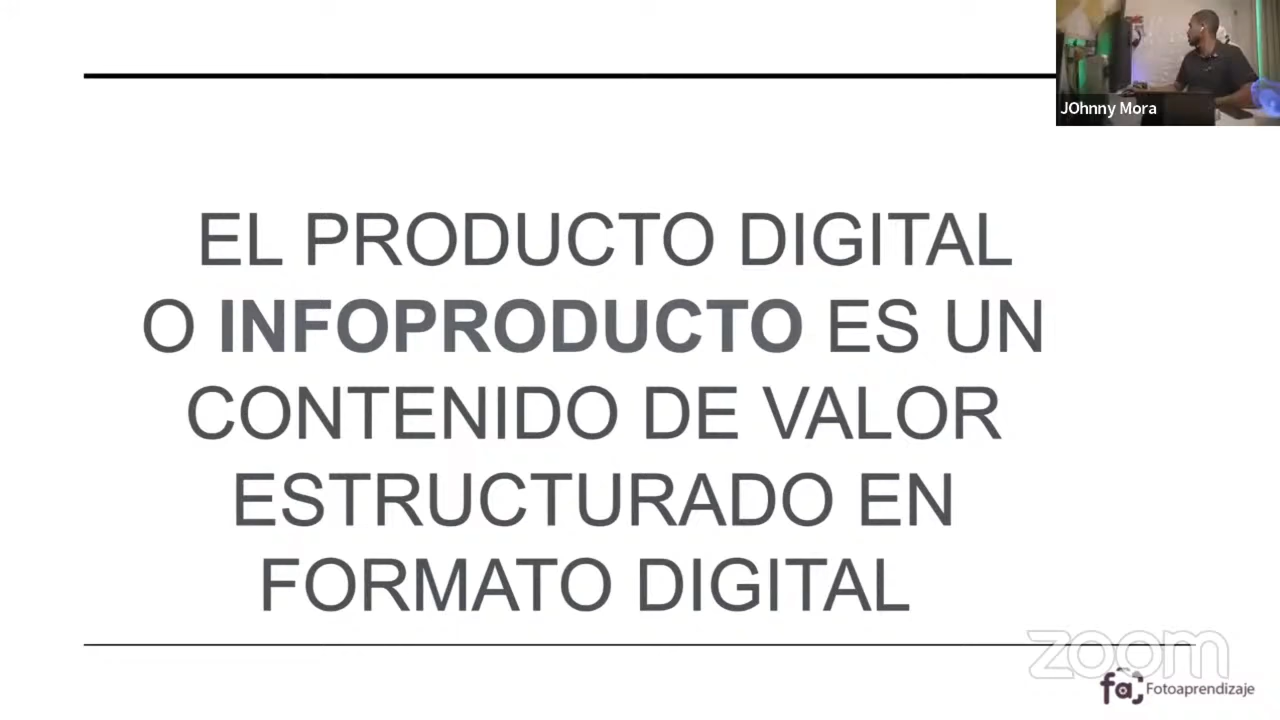 JOhnny Mora
EL PRODUCTO DIGITAL
O INFOPRODUCTO ES UN
CONTENIDO DE VALOR
ESTRUCTURADO EN
FORMATO DIGITAL
zoom
fa Fotoaprendizaje